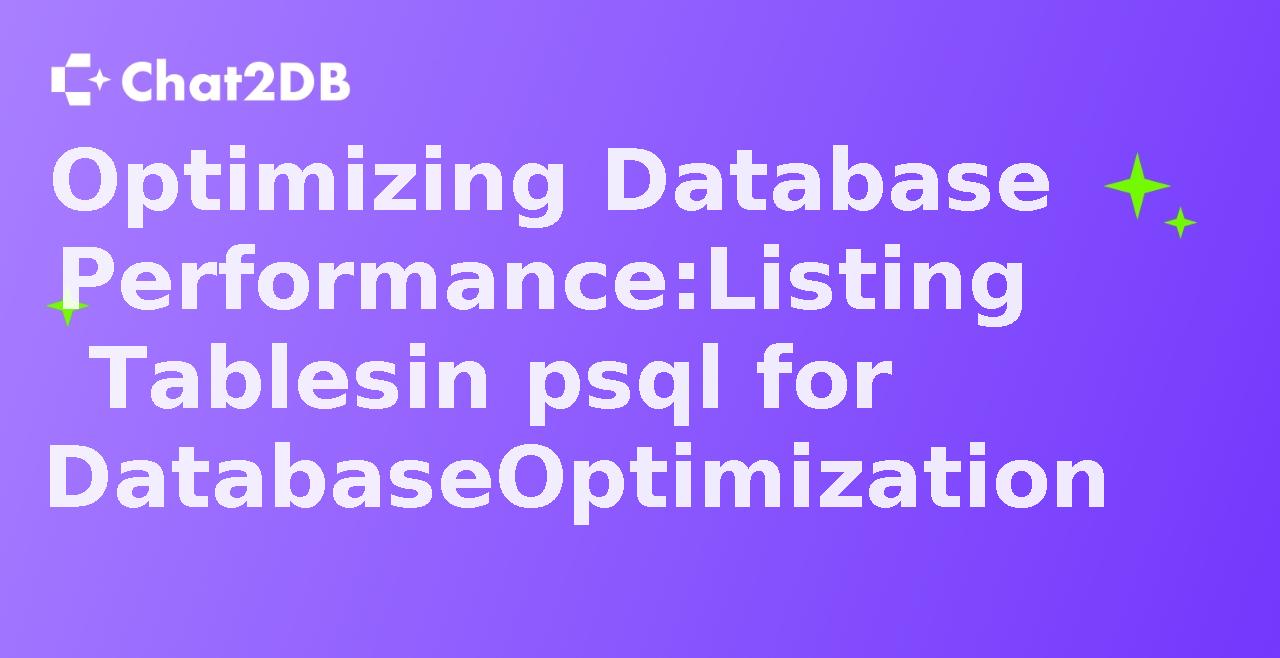 Chat2DB
Optimizing Database
Performance:Listing
Tablesin psql for
DatabaseOptimization